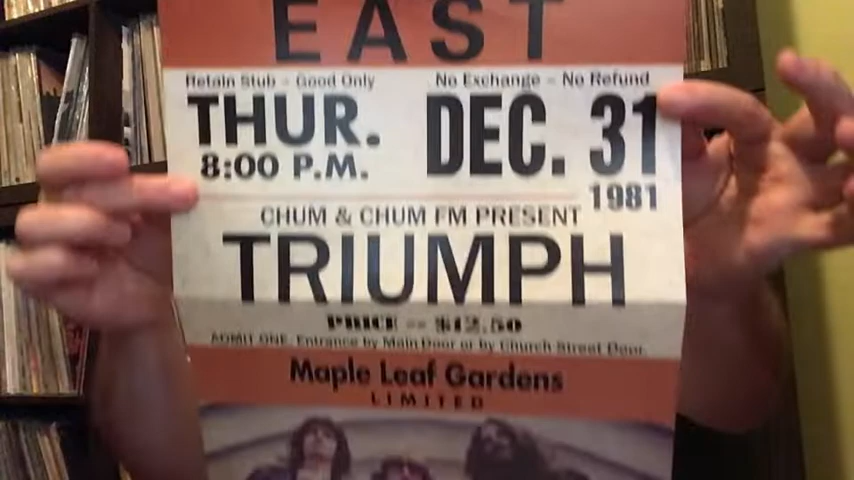 EAST
Retain Stub – Good Only No Exchange – No Refund
THUR. DEC. 31
8:00 P.M. 1981
CHUM & CHUM FM PRESENT
TRIUMPH
PRICE -- $12.50
ADMIT ONE. Entrance by Main Door or by Church Street Door.
Maple Leaf Gardens
LIMITED